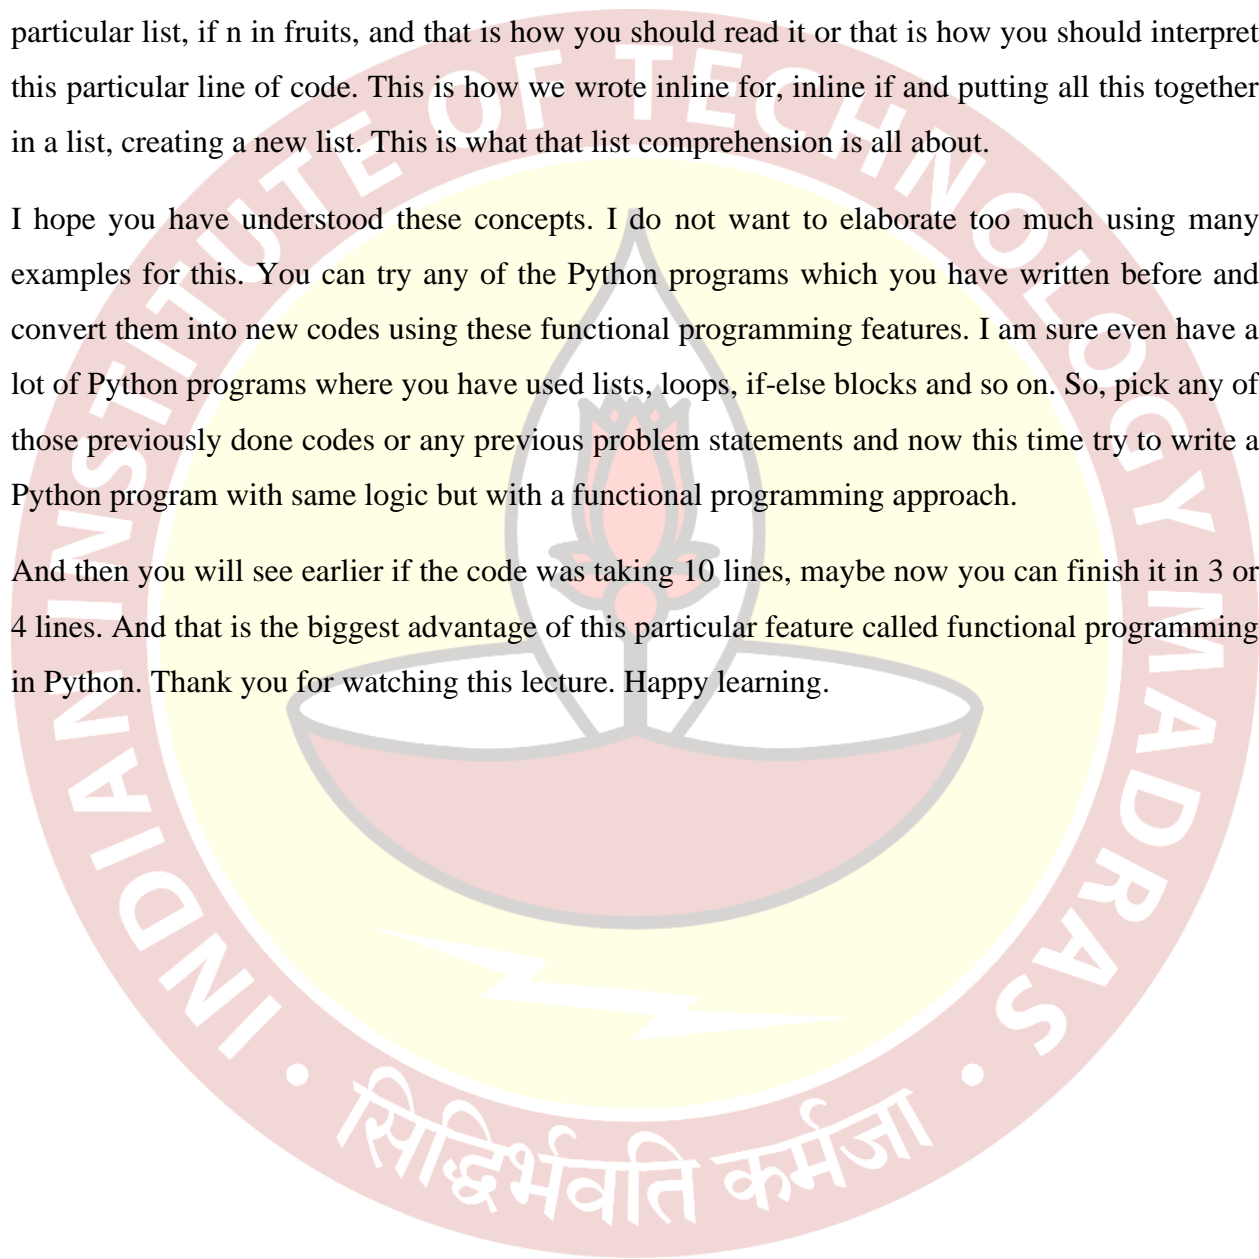 particular list, if n in fruits, and that is how you should read it or that is how you should interpret
this particular line of code. This is how we wrote inline for, inline if and putting all this together
in a list, creating a new list. This is what that list comprehension is all about.
I hope you have understood these concepts. I do not want to elaborate too much using many
examples for this. You can try any of the Python programs which you have written before and
convert them into new codes using these functional programming features. I am sure even have a
lot of Python programs where you have used lists, loops, if-else blocks and so on. So, pick any of
those previously done codes or any previous problem statements and now this time try to write a
Python program with same logic but with a functional programming approach.
And then you will see earlier if the code was taking 10 lines, maybe now you can finish it in 3 or
4 lines. And that is the biggest advantage of this particular feature called functional programming
in Python. Thank you for watching this lecture. Happy learning.
INDIAN INSTITUTE OF TECHNOLOGY MADRAS
सिद्धिर्भवति कर्मजा